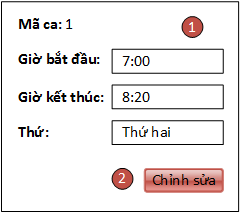 Mã ca: 1
1
Giờ bắt đầu: 7:00
Giờ kết thúc: 8:20
Thứ: Thứ hai
2 Chỉnh sửa